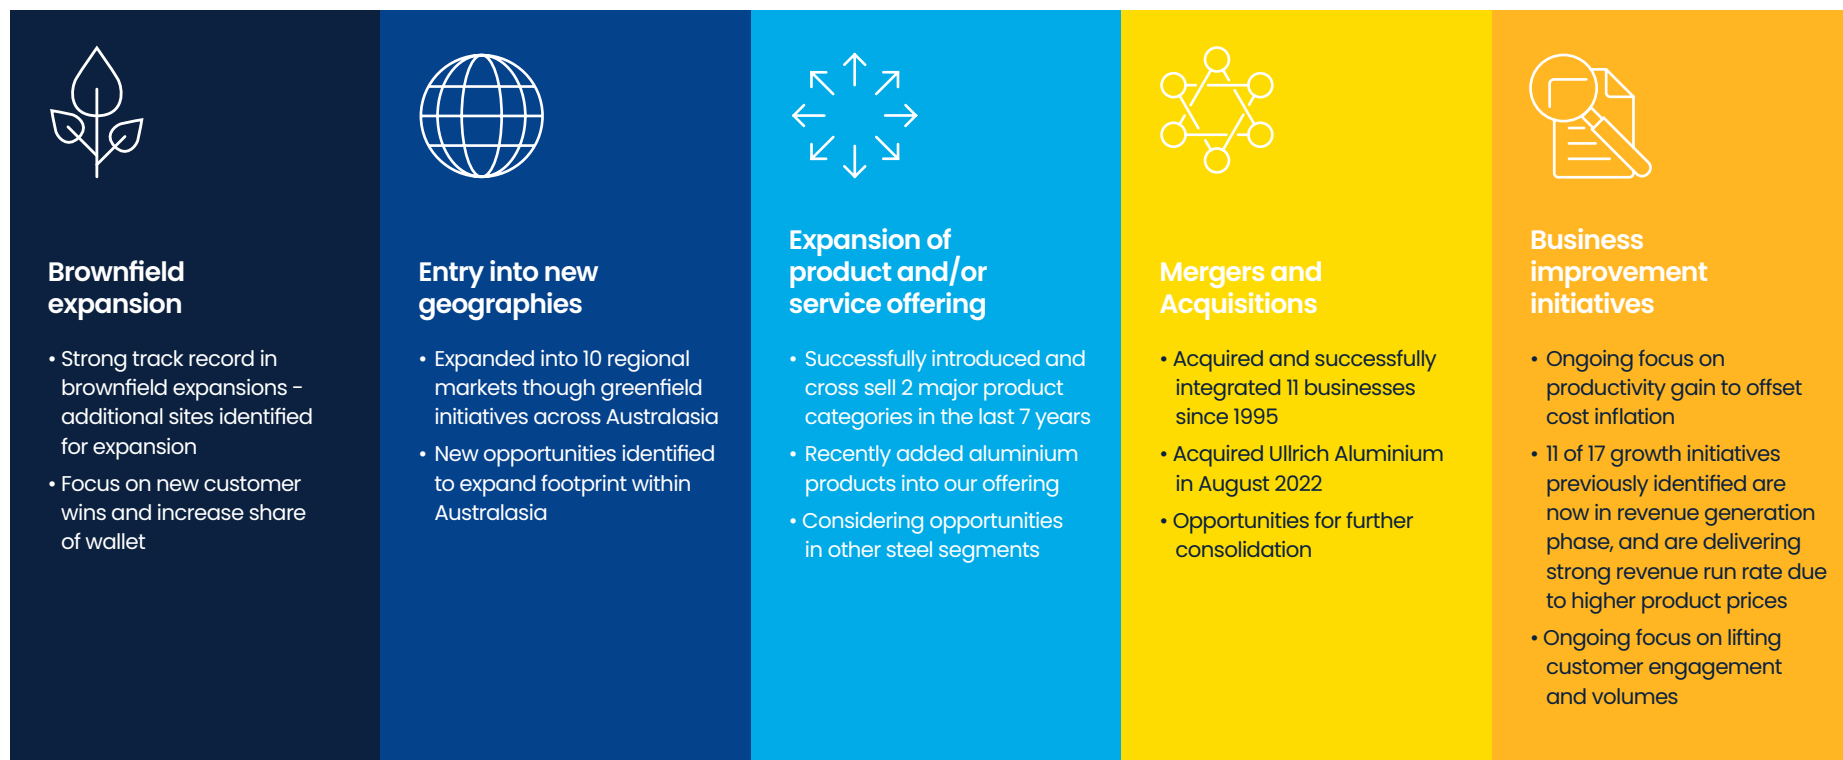 Brownfield
expansion
• Strong track record in
brownfield expansions -
additional sites identified
for expansion
• Focus on new customer
wins and increase share
of wallet
Entry into new
geographies
• Expanded into 10 regional
markets though greenfield
initiatives across Australasia
• New opportunities identified
to expand footprint within
Australasia
Expansion of
product and/or
service offering
• Successfully introduced and
cross sell 2 major product
categories in the last 7 years
• Recently added aluminium
products into our offering
• Considering opportunities
in other steel segments
Mergers and
Acquisitions
• Acquired and successfully
integrated 11 businesses
since 1995
• Acquired Ullrich Aluminium
in August 2022
• Opportunities for further
consolidation
Business
improvement
initiatives
• Ongoing focus on
productivity gain to offset
cost inflation
• 11 of 17 growth initiatives
previously identified are
now in revenue generation
phase, and are delivering
strong revenue run rate due
to higher product prices
• Ongoing focus on lifting
customer engagement
and volumes